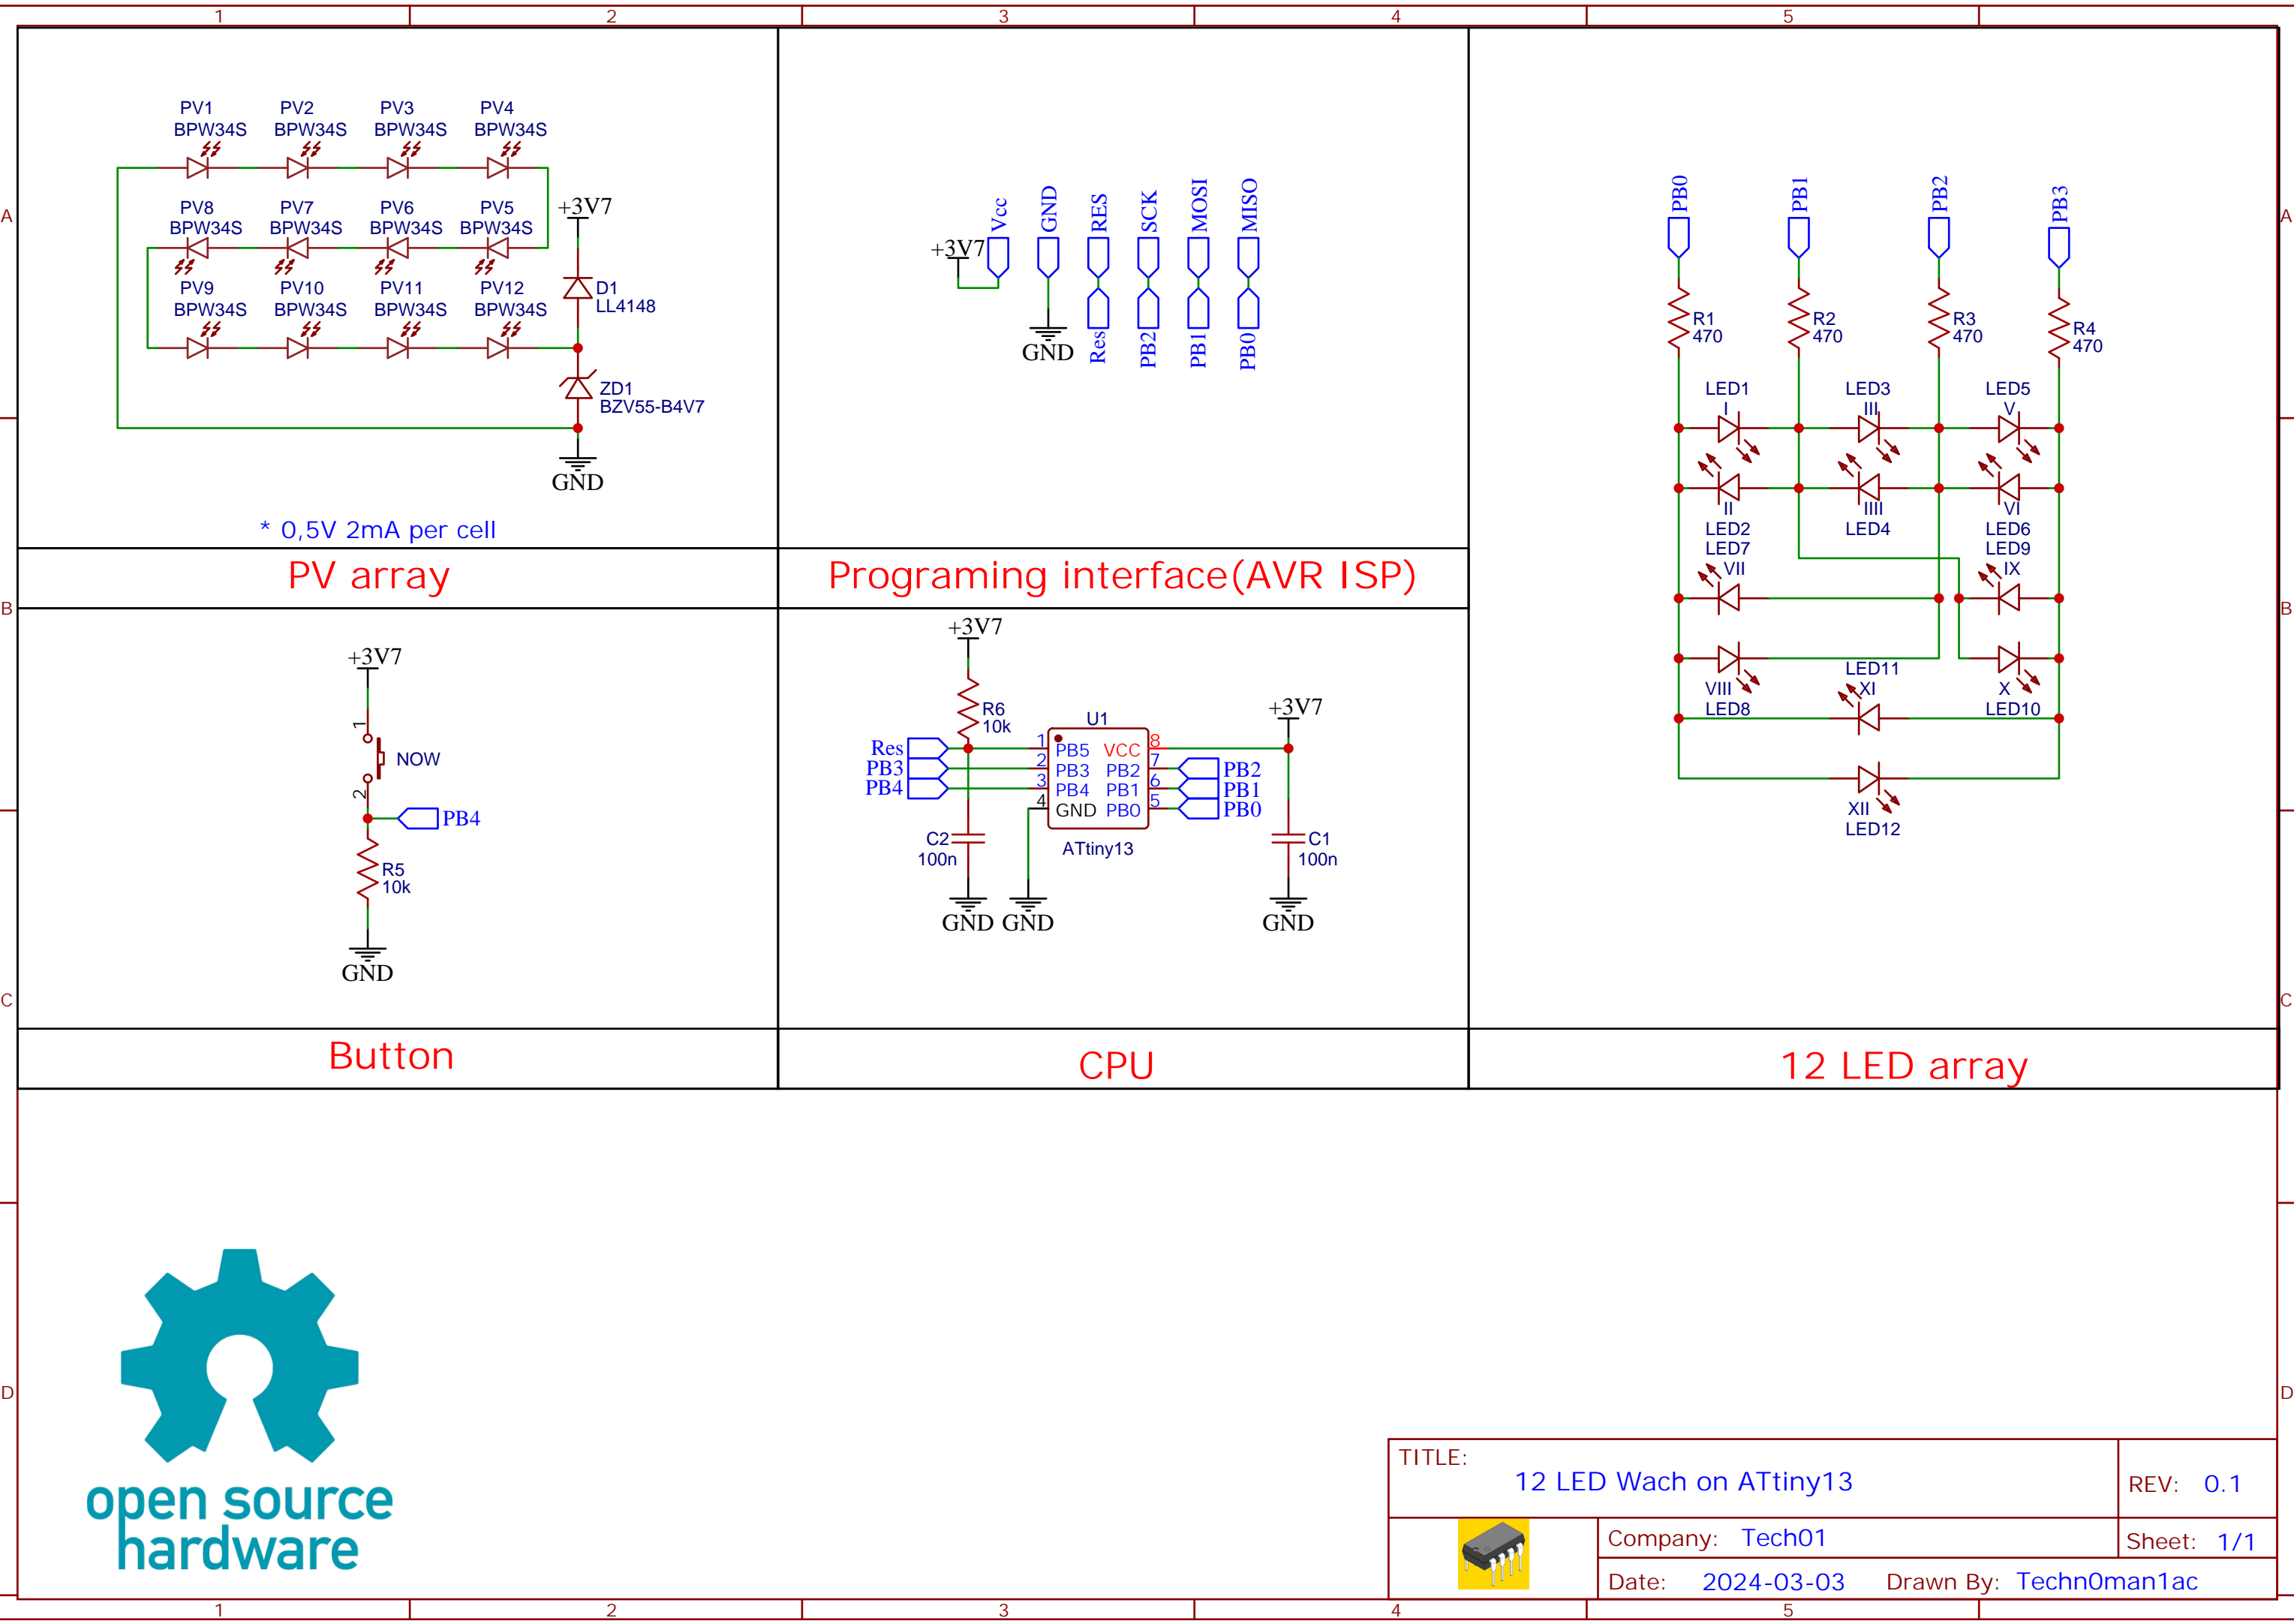 1 2 3 4 5
A A
B B
C C
D D
PV1 PV2 PV3 PV4
BPW34S BPW34S BPW34S BPW34S
PV8 PV7 PV6 PV5
BPW34S BPW34S BPW34S BPW34S
PV9 PV10 PV11 PV12
BPW34S BPW34S BPW34S BPW34S
+3V7
D1
LL4148
ZD1
BZV55-B4V7
GND
* 0,5V 2mA per cell
PV array
+3V7
Vcc GND RES SCK MOSI MISO
GND
Res PB2 PB1 PB0
Programing interface(AVR ISP)
+3V7
1
NOW
2
PB4
R5
10k
GND
Button
+3V7
R6
10k
U1
+3V7
Res 1 PB5 VCC 8
PB3 2 PB3 PB2 7 PB2
PB4 3 PB4 PB1 6 PB1
4 GND PB0 5 PB0
ATtiny13
C2
100n
C1
100n
GND GND GND
CPU
PB0 PB1 PB2 PB3
R1
470
R2
470
R3
470
R4
470
LED1 LED3 LED5
I III V
II IIII VI
LED2 LED4 LED6
LED7 LED9
VII IX
LED11
XI
VIII X
LED8 LED10
XII
LED12
12 LED array
open source
hardware
TITLE:
12 LED Wach on ATtiny13
REV: 0.1
Company: Tech01
Sheet: 1/1
Date: 2024-03-03 Drawn By: Techn0man1ac
1 2 3 4 5